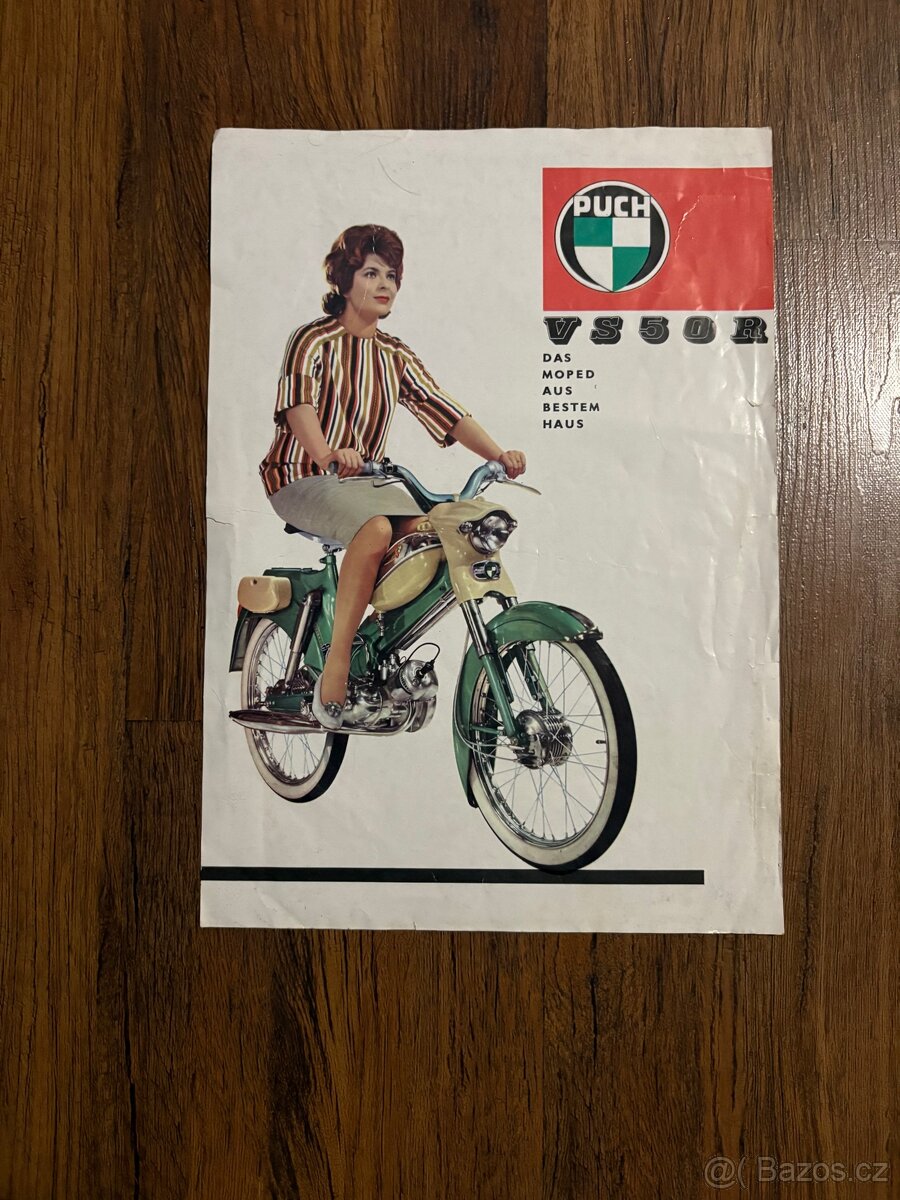 PUCH
VS50R
DAS
MOPED
AUS
BESTEM
HAUS
@( Bazos.cz